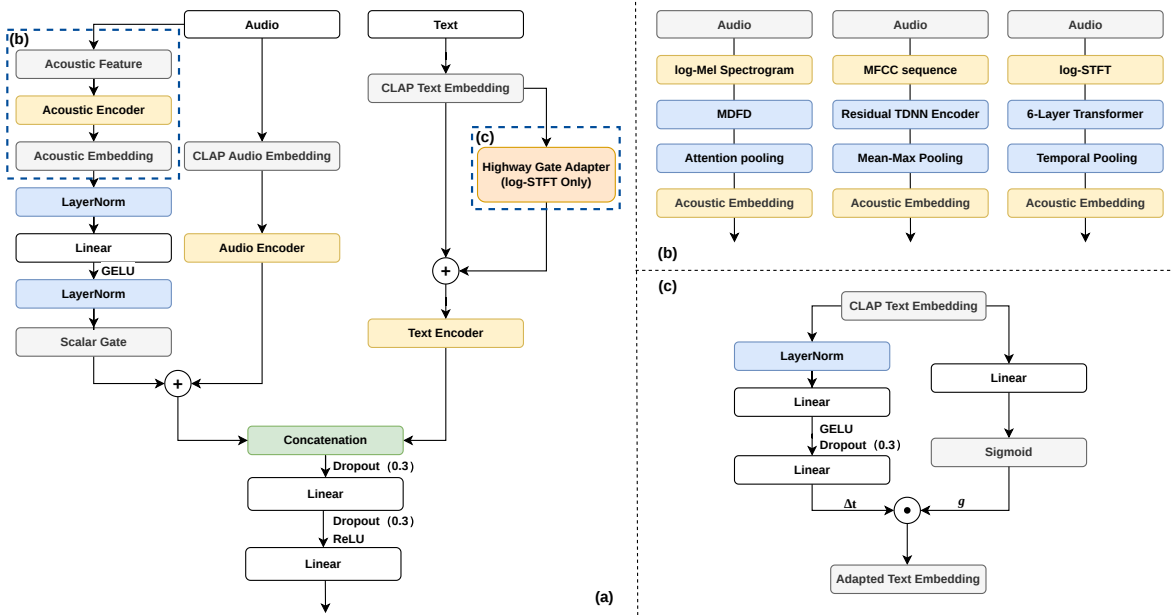 Audio
(b)
Acoustic Feature
Acoustic Encoder
Acoustic Embedding
CLAP Audio Embedding
LayerNorm
Linear
GELU
LayerNorm
Scalar Gate
Audio Encoder
+
Text
CLAP Text Embedding
(c)
Highway Gate Adapter
(log-STFT Only)
+
Text Encoder
Concatenation
Dropout（0.3）
Linear
Dropout（0.3）
ReLU
Linear
(a)
Audio
log-Mel Spectrogram
MDFD
Attention pooling
Acoustic Embedding
Audio
MFCC sequence
Residual TDNN Encoder
Mean-Max Pooling
Acoustic Embedding
Audio
log-STFT
6-Layer Transformer
Temporal Pooling
Acoustic Embedding
(b)
(c)
CLAP Text Embedding
LayerNorm
Linear
GELU
Dropout（0.3）
Linear
Δt
Linear
Sigmoid
g
Adapted Text Embedding